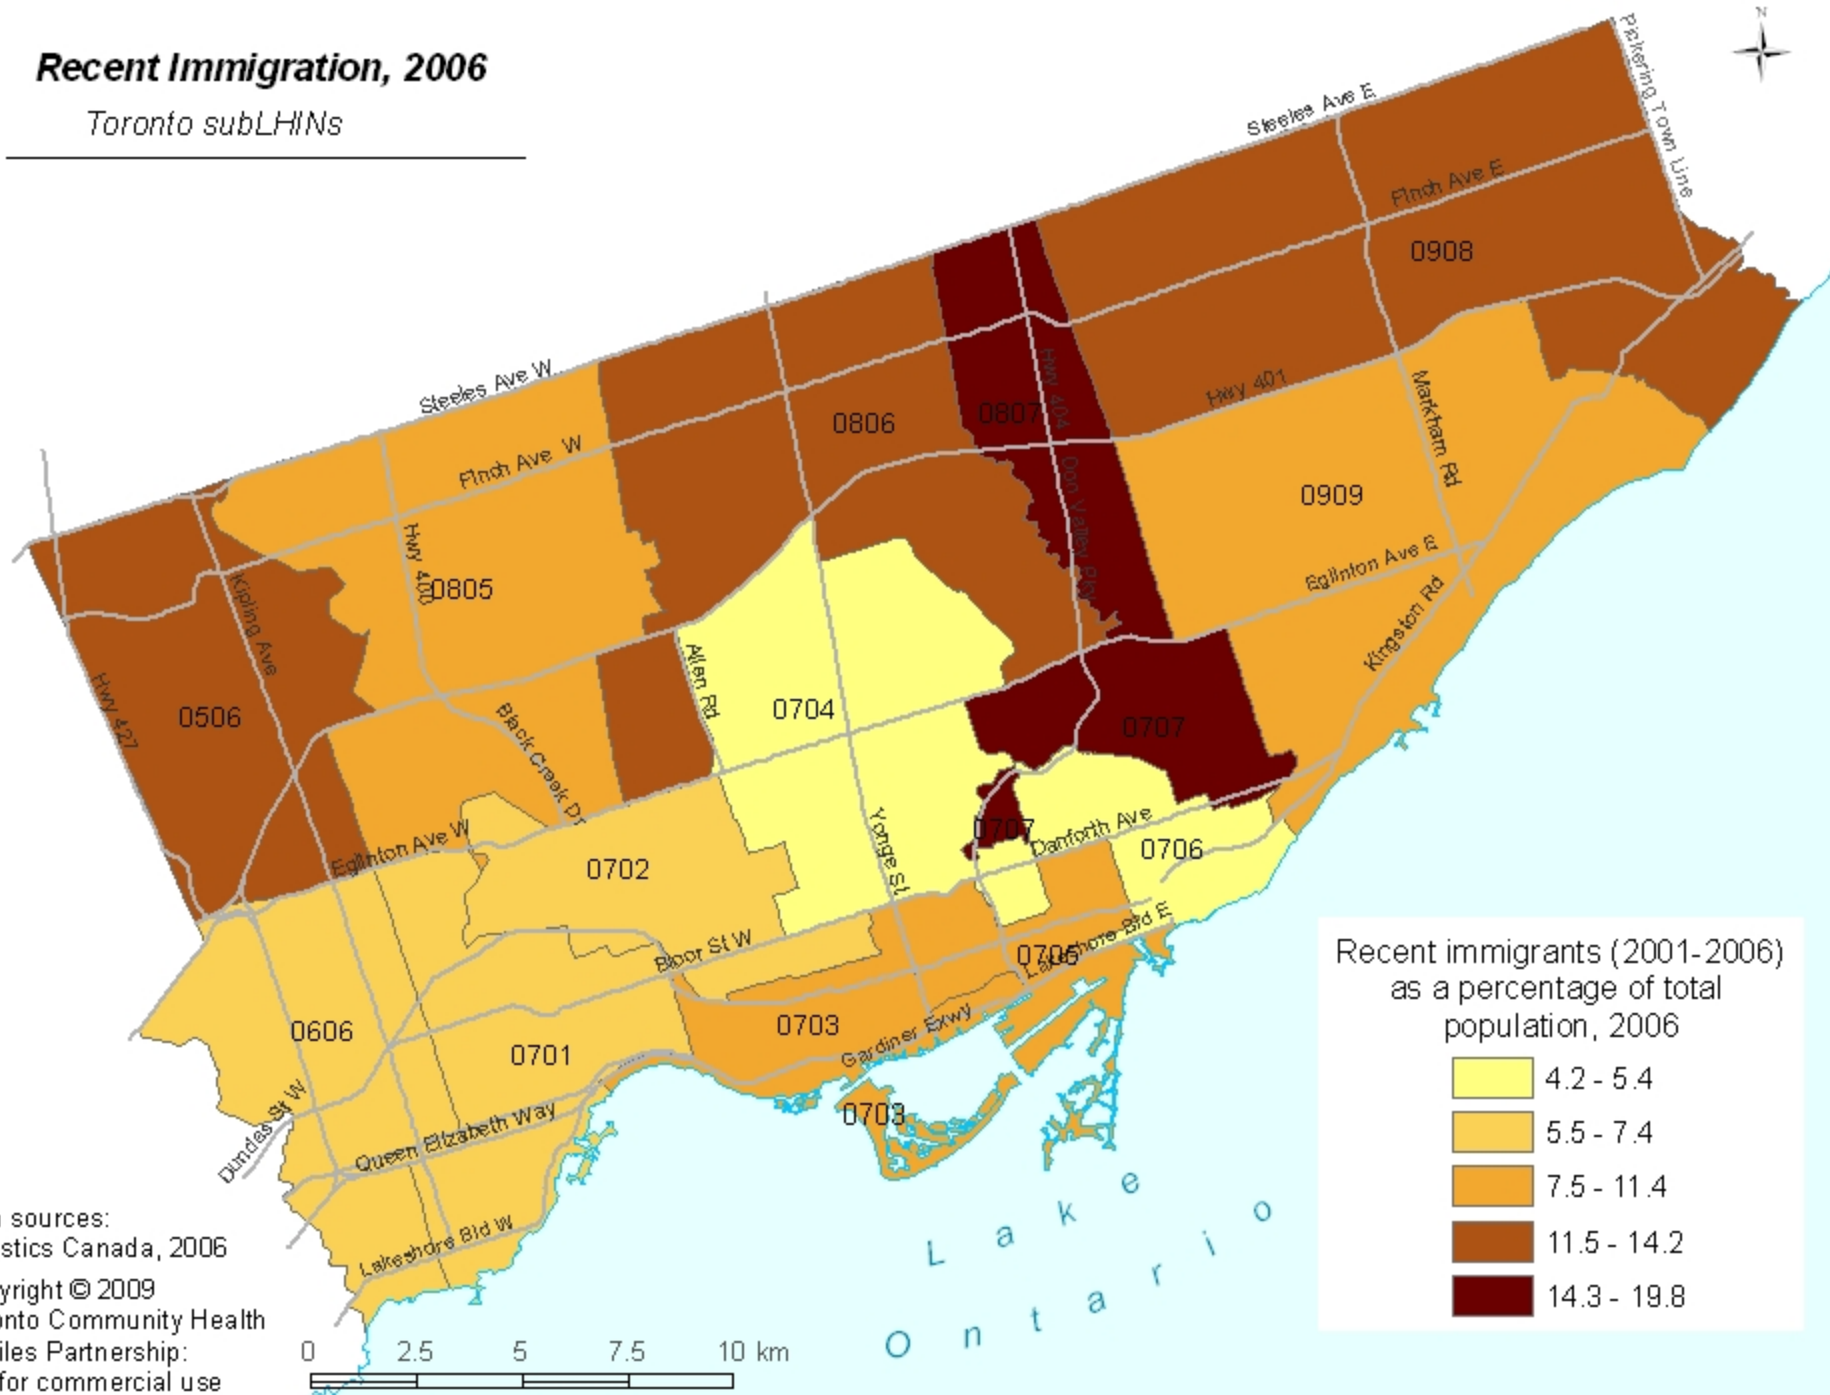 Recent Immigration, 2006
Toronto subLHINs
N
Pickering Town Line
Steeles Ave E
Finch Ave E
0908
Hwy 401
Markham Rd
Steeles Ave W
Finch Ave W
0806
0807
Hwy 404
Don Valley Pky
0909
Eglinton Ave E
Kingston Rd
Hwy 400
0805
Kipling Ave
Hwy 427
0506
Black Creek Dr
Allen Rd
0704
0707
0707
Danforth Ave
0706
Yonge St
Eglinton Ave W
0702
Bloor St W
0705
Lakeshore Bld E
0703
Gardiner Exwy
0703
0606
0701
Dundas St W
Queen Elizabeth Way
Lakeshore Bld W
Lake
Ontario
Recent immigrants (2001-2006)
as a percentage of total
population, 2006
4.2 - 5.4
5.5 - 7.4
7.5 - 11.4
11.5 - 14.2
14.3 - 19.8
sources:
stics Canada, 2006
yright © 2009
onto Community Health
iles Partnership:
for commercial use
0 2.5 5 7.5 10 km